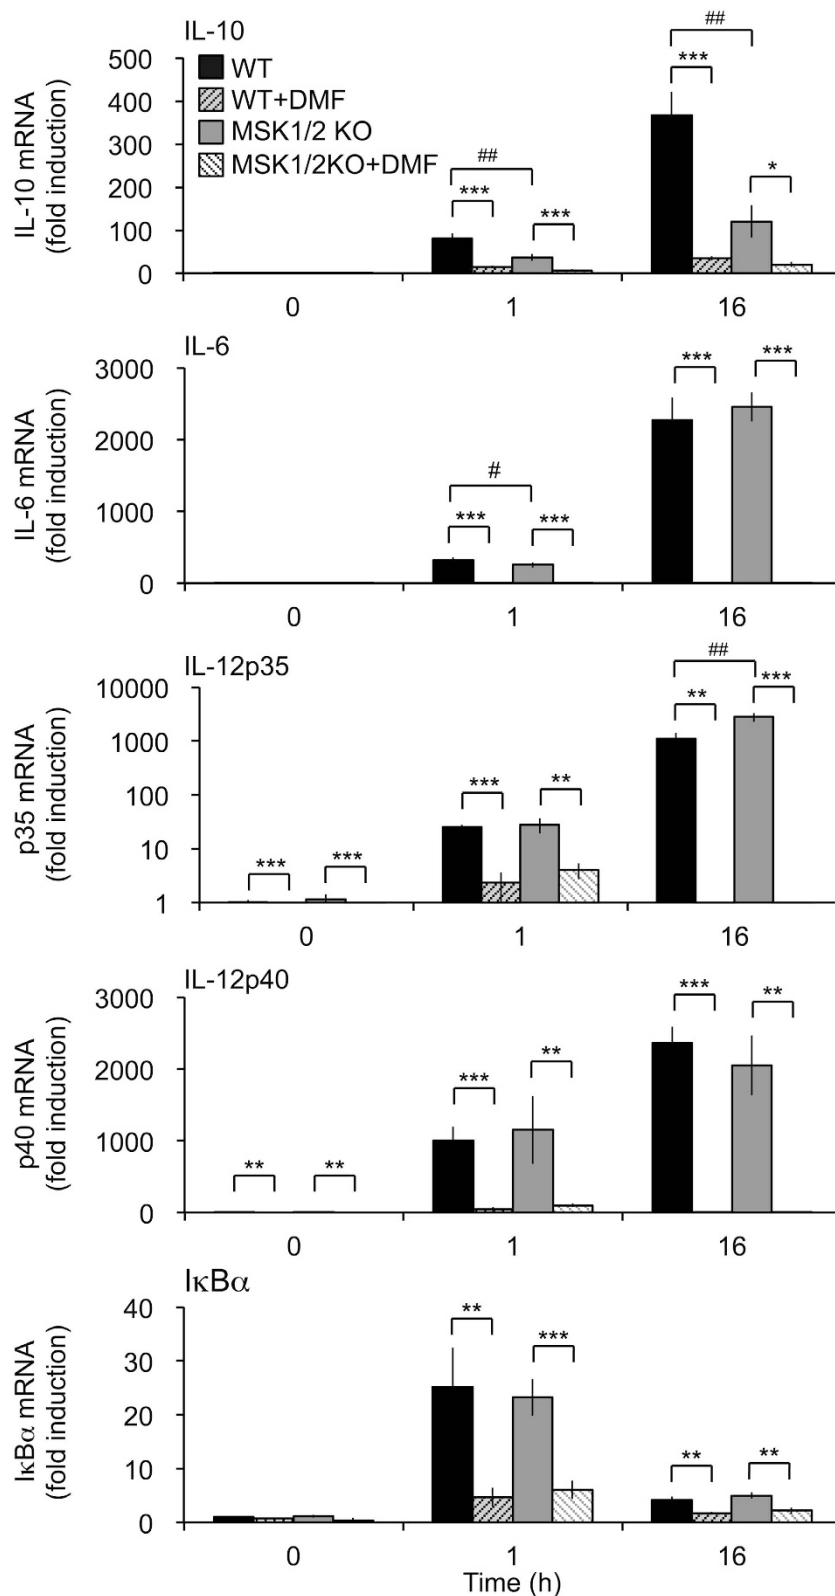 IL-10
500
400
300
200
100
0
IL-10 mRNA
(fold induction)
WT
WT+DMF
MSK1/2 KO
MSK1/2KO+DMF
##
***
***
##
***
*
0 1 16
IL-6
3000
2000
1000
0
IL-6 mRNA
(fold induction)
#
***
***
***
***
0 1 16
IL-12p35
10000
1000
100
10
1
p35 mRNA
(fold induction)
***
***
***
**
##
**
***
0 1 16
IL-12p40
3000
2000
1000
0
p40 mRNA
(fold induction)
**
**
***
**
***
**
0 1 16
IκBα
40
30
20
10
0
IκBα mRNA
(fold induction)
**
***
**
**
0 1 16
Time (h)